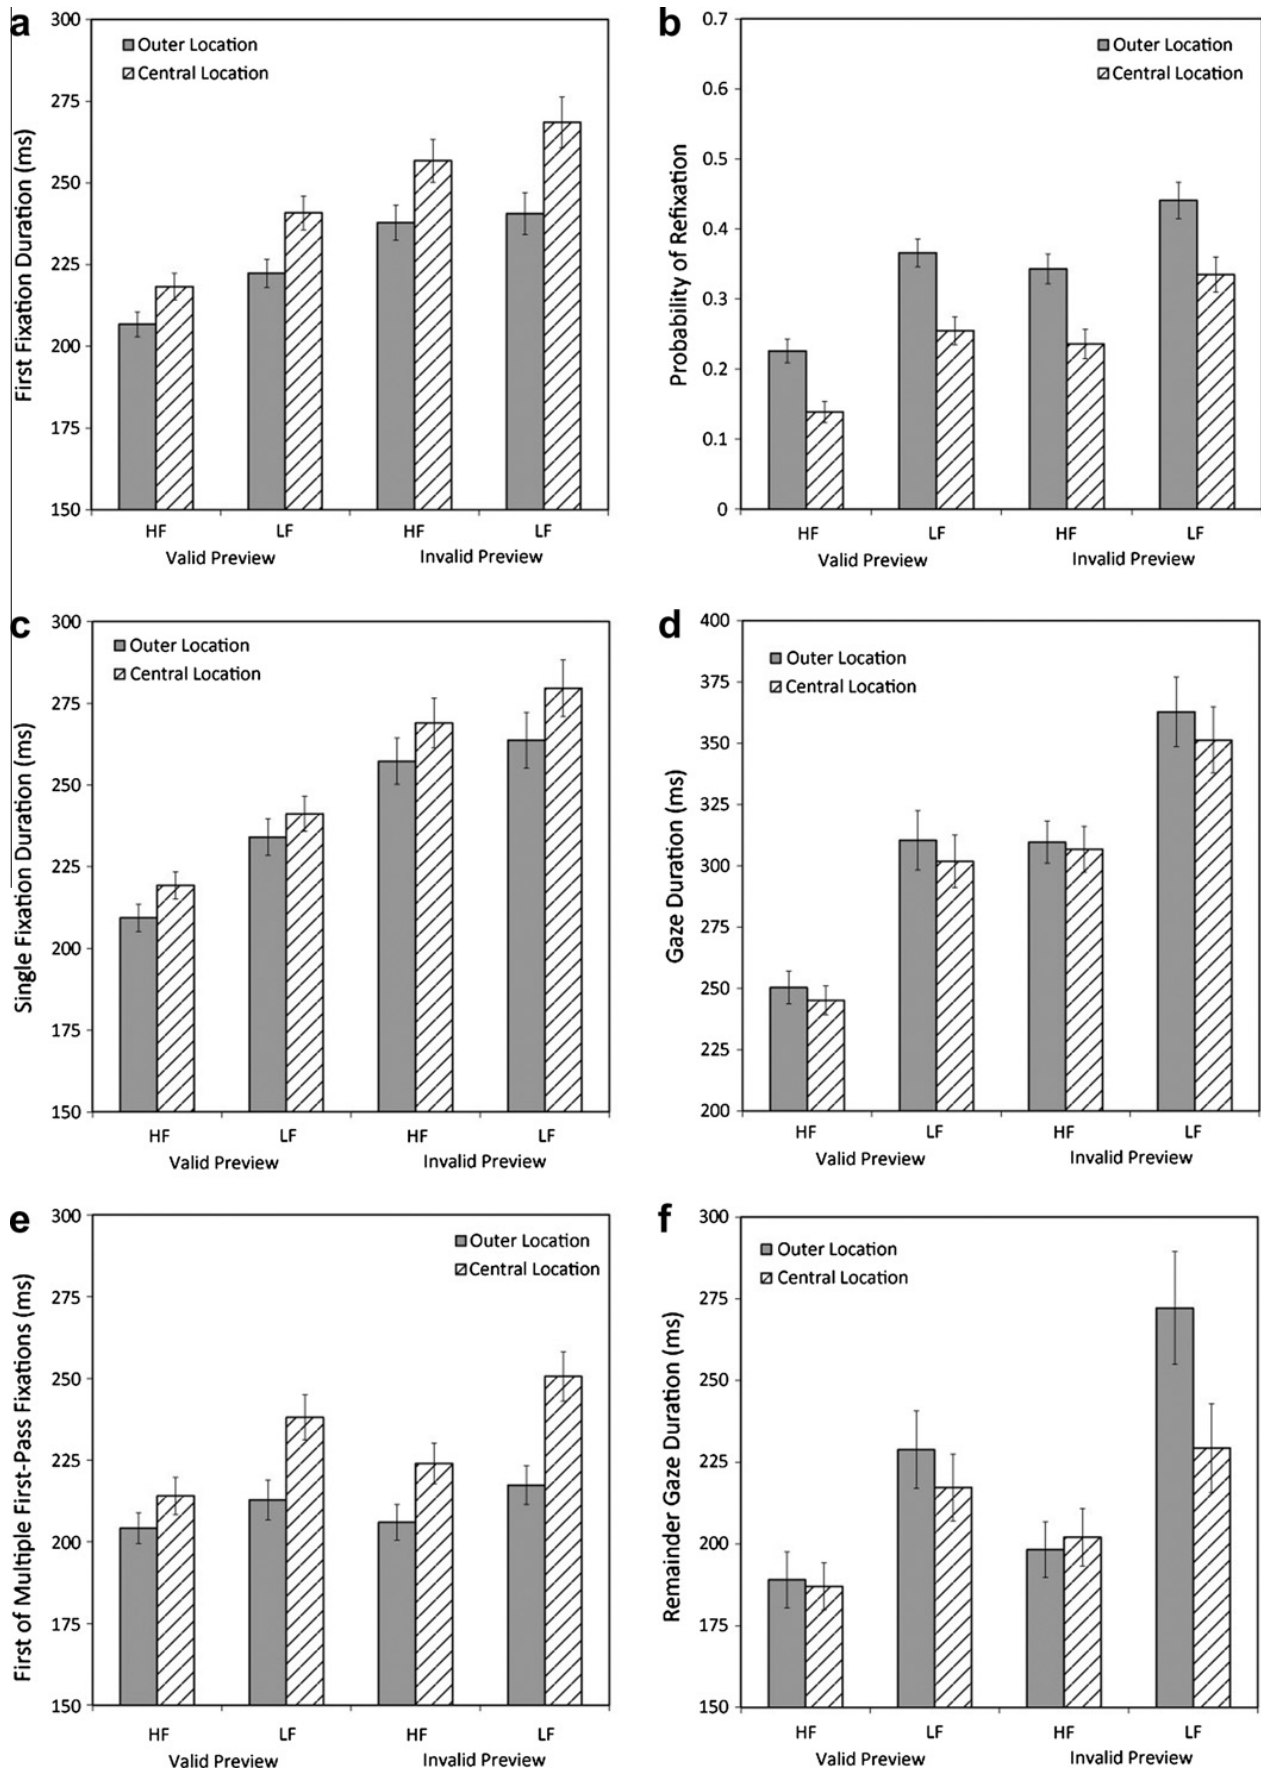 a
First Fixation Duration (ms)
300
275
250
225
200
175
150
Outer Location
Central Location
HF LF HF LF
Valid Preview Invalid Preview
b
Probability of Refixation
0.7
0.6
0.5
0.4
0.3
0.2
0.1
0
Outer Location
Central Location
HF LF HF LF
Valid Preview Invalid Preview
c
Single Fixation Duration (ms)
300
275
250
225
200
175
150
Outer Location
Central Location
HF LF HF LF
Valid Preview Invalid Preview
d
Gaze Duration (ms)
400
375
350
325
300
275
250
225
200
Outer Location
Central Location
HF LF HF LF
Valid Preview Invalid Preview
e
First of Multiple First-Pass Fixations (ms)
300
275
250
225
200
175
150
Outer Location
Central Location
HF LF HF LF
Valid Preview Invalid Preview
f
Remainder Gaze Duration (ms)
300
275
250
225
200
175
150
Outer Location
Central Location
HF LF HF LF
Valid Preview Invalid Preview